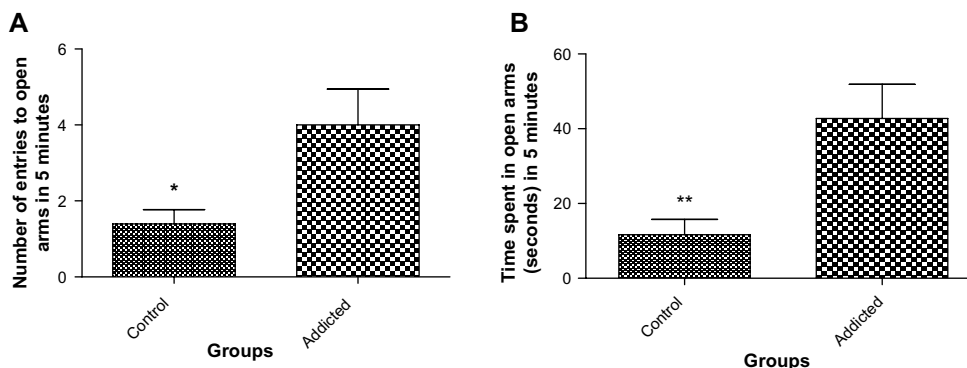 A
Number of entries to open
arms in 5 minutes
6
4
2
0
*
Control
Addicted
Groups
B
Time spent in open arms
(seconds) in 5 minutes
60
40
20
0
**
Control
Addicted
Groups